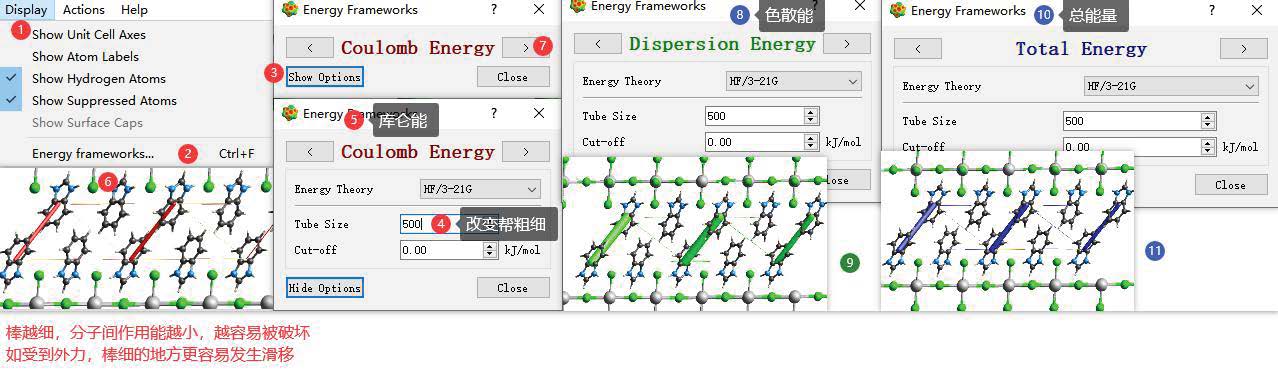 Display Actions Help
1
Show Unit Cell Axes
Show Atom Labels
Show Hydrogen Atoms
Show Suppressed Atoms
Show Surface Caps
Energy frameworks... 2 Ctrl+F
6
Energy Frameworks ? ×
< Coulomb Energy > 7
3
Show Options Close
Energy Frameworks ? ×
5 库仑能
< Coulomb Energy >
Energy Theory HF/3-21G
Tube Size 500 4 改变帮粗细
Cut-off 0.00 kJ/mol
Hide Options Close
Energy Frameworks ? ×
8 色散能
< Dispersion Energy >
Energy Theory HF/3-21G
Tube Size 500
Cut-off 0.00 kJ/mol
9
Energy Frameworks ? ×
10 总能量
< Total Energy >
Energy Theory HF/3-21G
Tube Size 500
Cut-off 0.00 kJ/mol
Close
11
棒越细，分子间作用能越小，越容易被破坏
如受到外力，棒细的地方更容易发生滑移